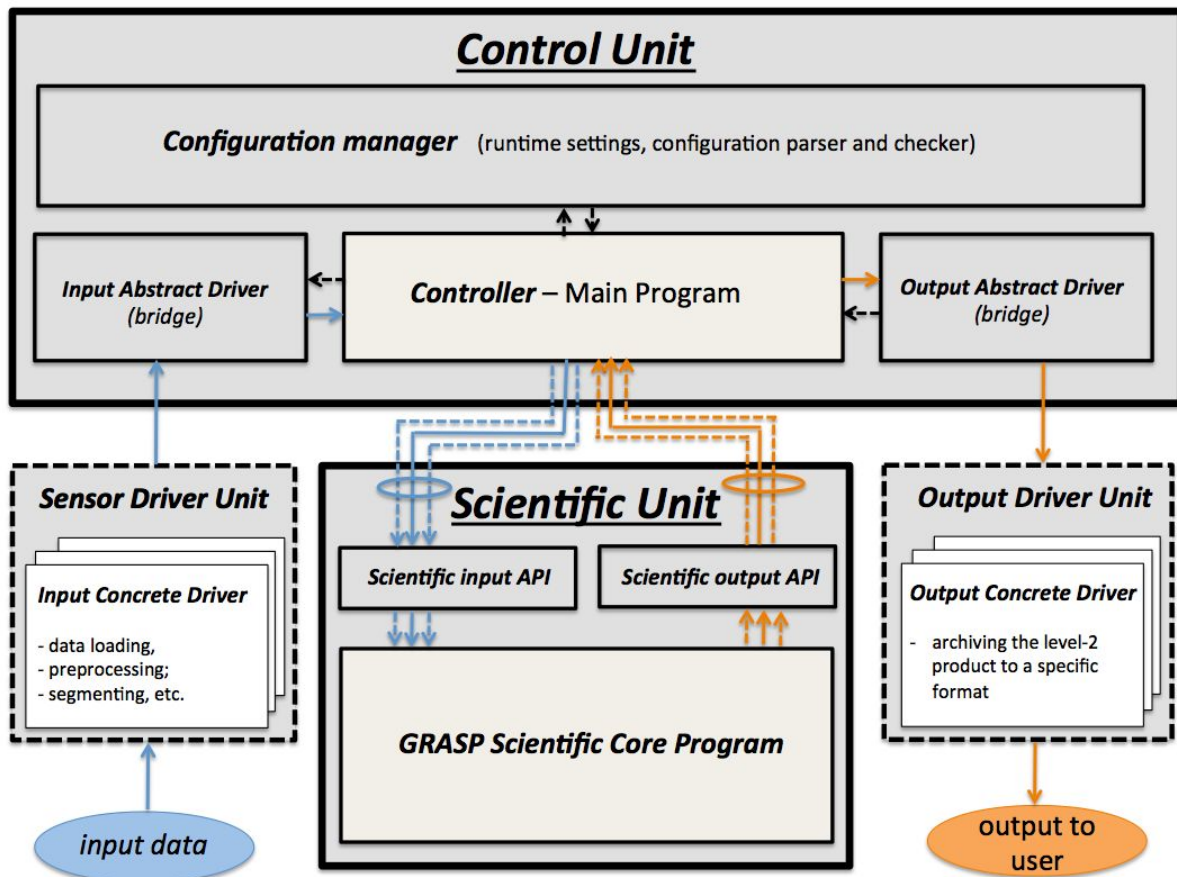 Control Unit
Configuration manager (runtime settings, configuration parser and checker)
Input Abstract Driver
(bridge)
Controller – Main Program
Output Abstract Driver
(bridge)
Sensor Driver Unit
Input Concrete Driver
- data loading,
- preprocessing;
- segmenting, etc.
input data
Scientific Unit
Scientific input API
Scientific output API
GRASP Scientific Core Program
Output Driver Unit
Output Concrete Driver
- archiving the level-2
product to a specific
format
output to
user